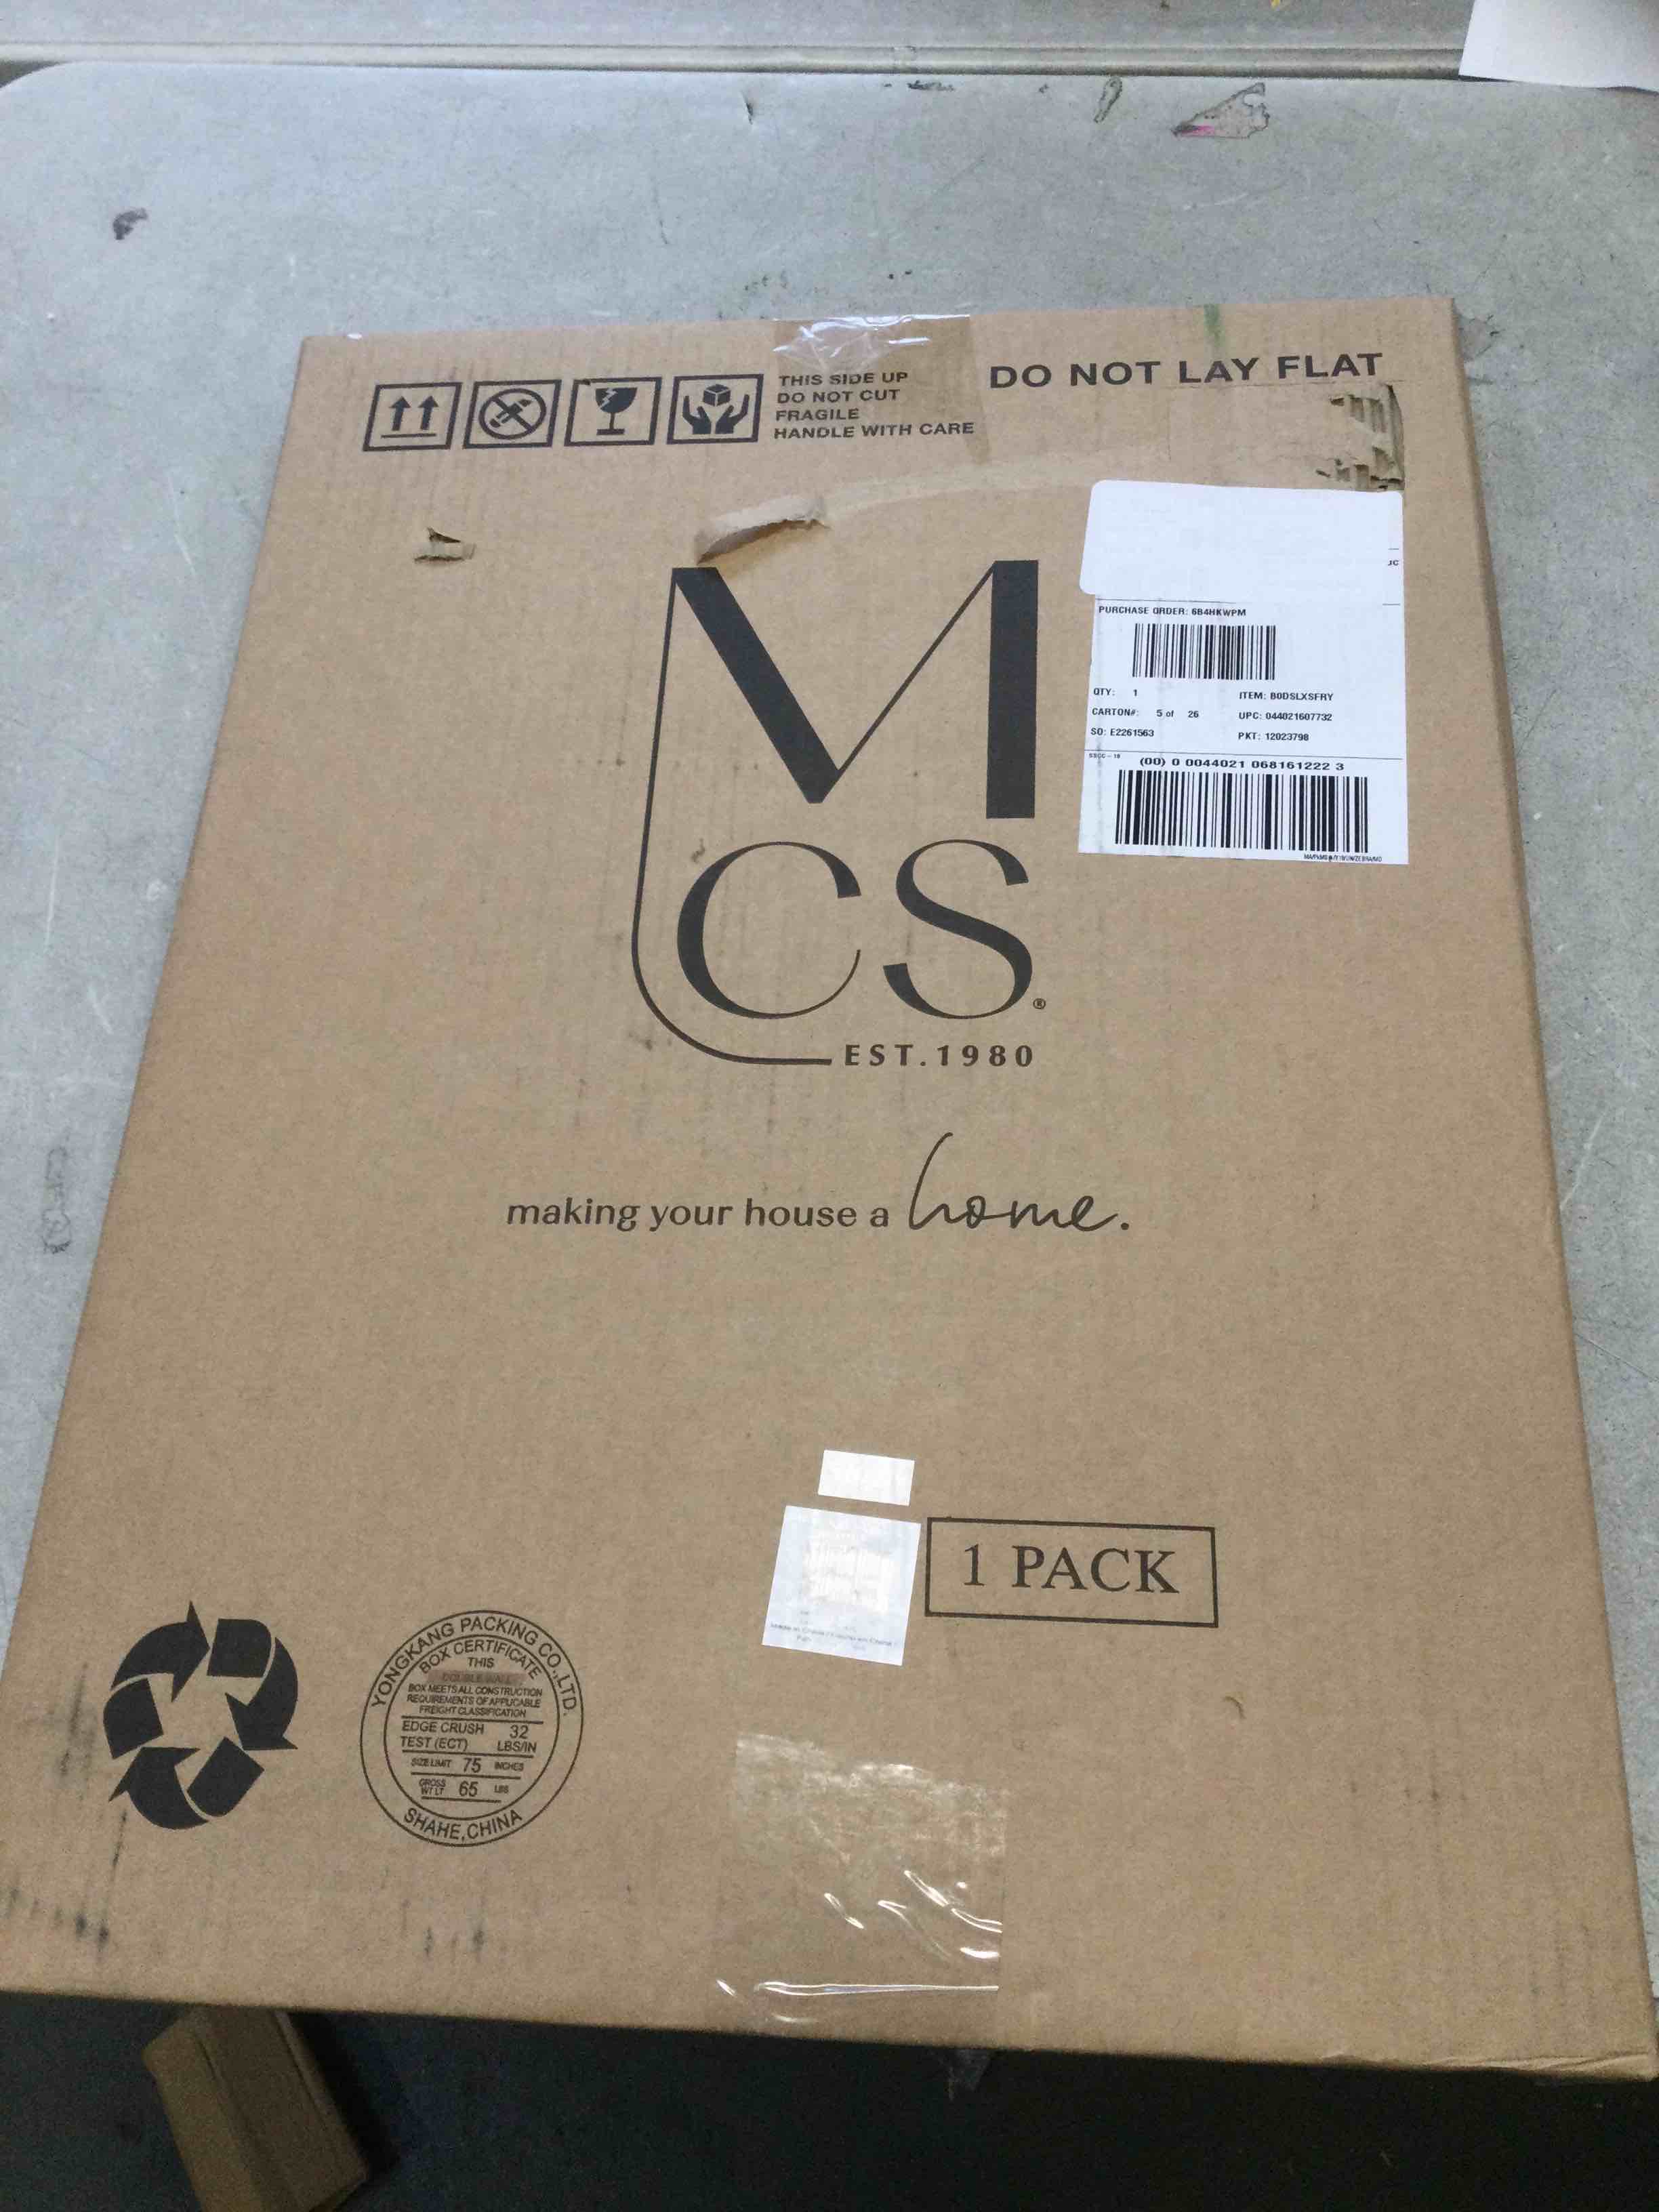 THIS SIDE UP
DO NOT CUT
FRAGILE
HANDLE WITH CARE
DO NOT LAY FLAT
JC
PURCHASE ORDER: 6B4HKWPM
QTY: 1
ITEM: B0DSLXSFRY
CARTON#: 5 of 26
UPC: 044021607732
SO: E2261563
PKT: 12023798
SSCC-18
(00) 0 0044021 068161222 3
M
CS®
EST.1980
making your house a home.
1 PACK
YONGKANG PACKING CO.,LTD.
BOX CERTIFICATE
THIS
DOUBLE WALL
BOX MEETS ALL CONSTRUCTION
REQUIREMENTS OF APPLICABLE
FREIGHT CLASSIFICATION
EDGE CRUSH 32
TEST (ECT) LBS/IN
SIZE LIMIT 75 INCHES
GROSS
WT LT 65 LBS
SHAHE,CHINA